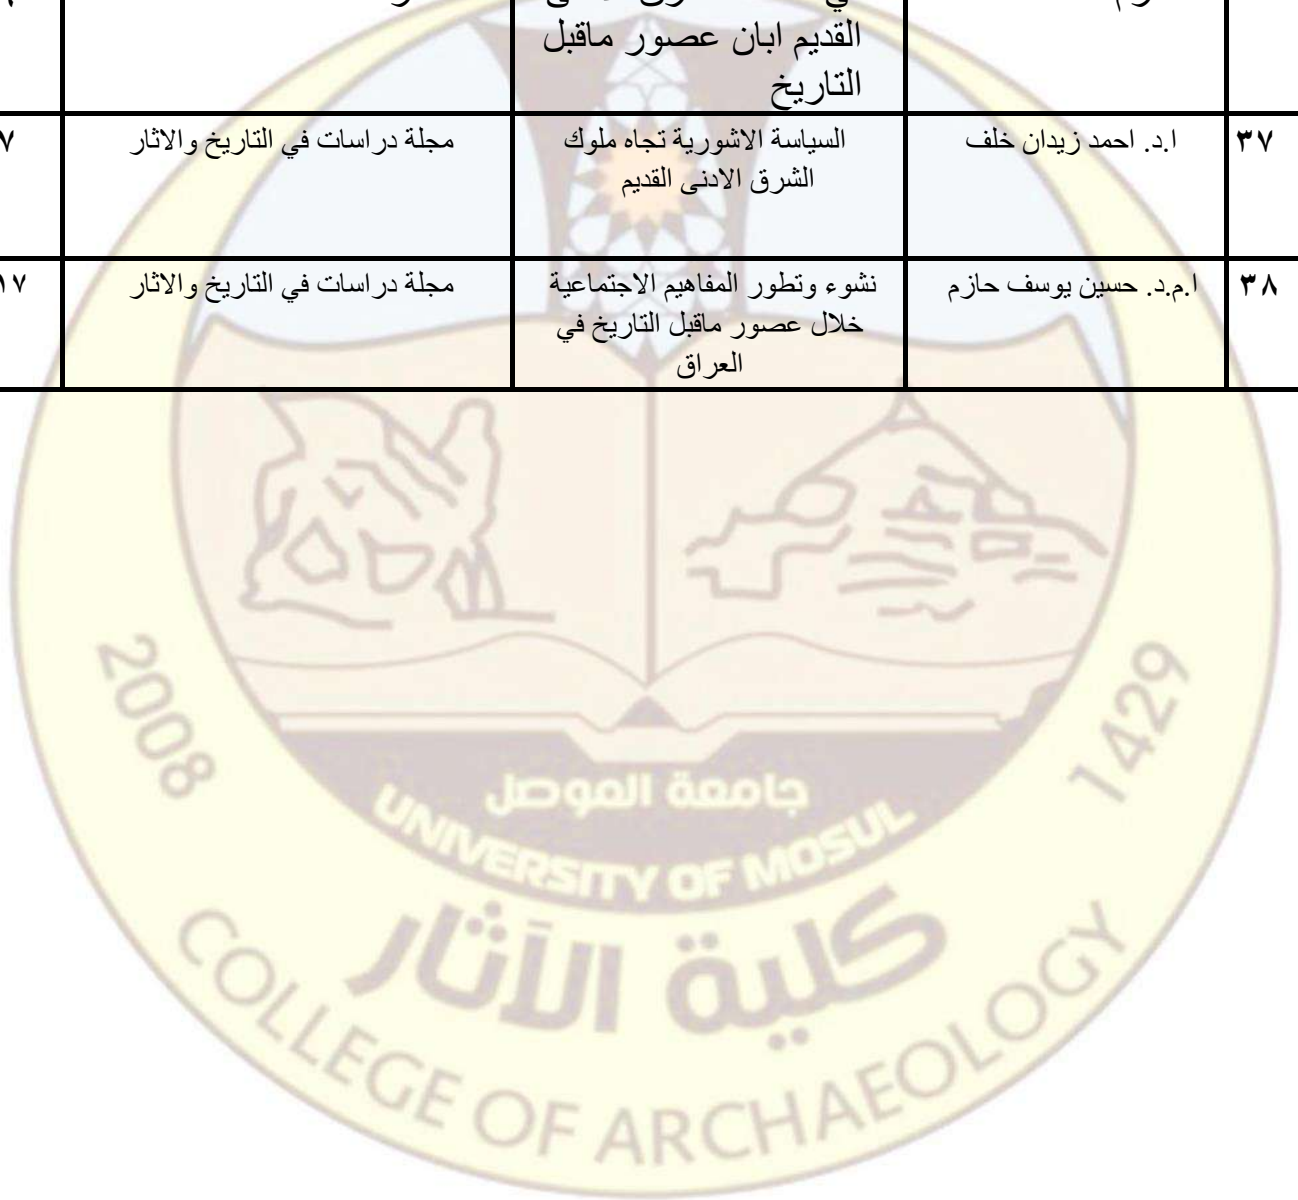 القديم ابان عصور ماقبل
التاريخ
٣٧
ا.د. احمد زيدان خلف
السياسة الاشورية تجاه ملوك
الشرق الادنى القديم
مجلة دراسات في التاريخ والاثار
٣٨
ا.م.د. حسين يوسف حازم
نشوء وتطور المفاهيم الاجتماعية
خلال عصور ماقبل التاريخ في
العراق
مجلة دراسات في التاريخ والاثار
2008
1429
جامعة الموصل
UNIVERSITY OF MOSUL
كلية الآثار
COLLEGE OF ARCHAEOLOGY